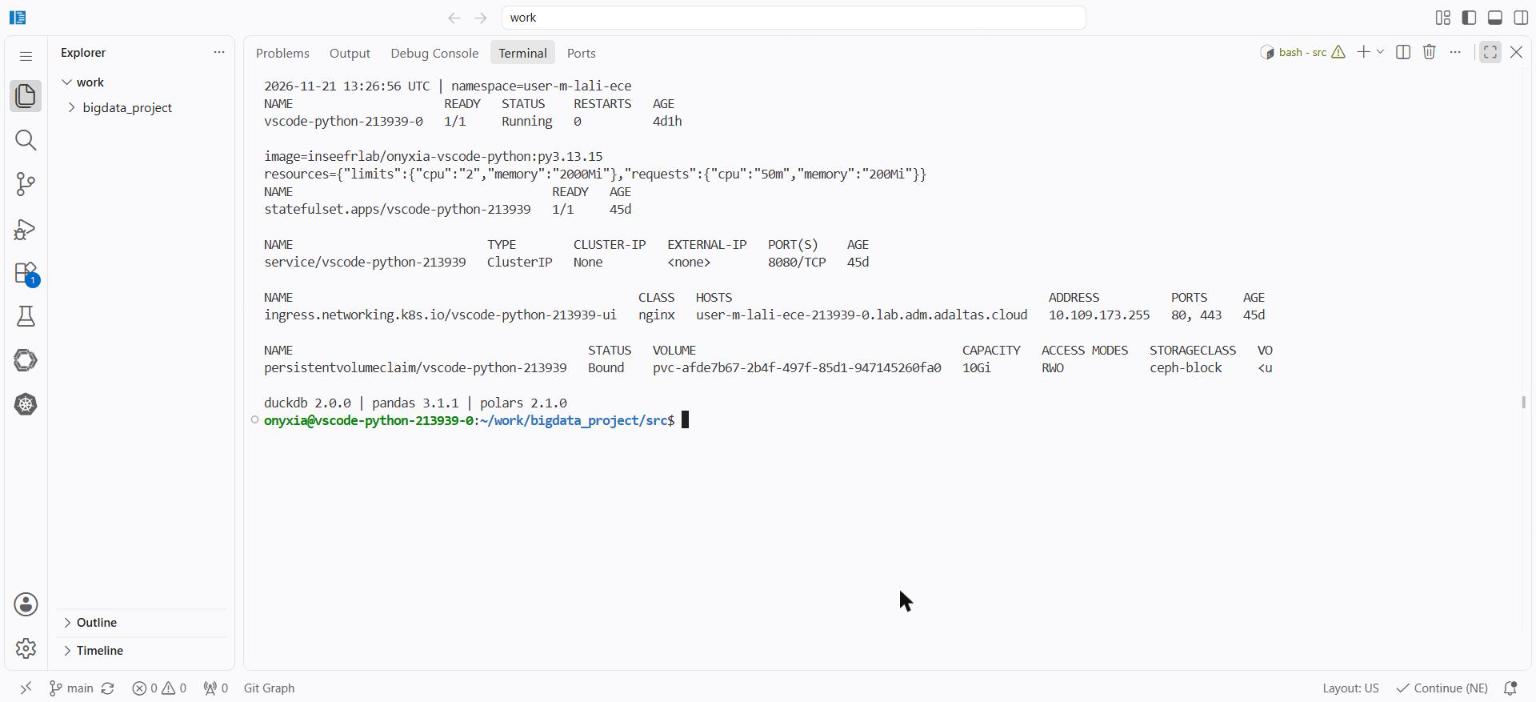 work
Explorer
work
bigdata_project
Outline
Timeline
Problems Output Debug Console Terminal Ports
bash - src
2026-11-21 13:26:56 UTC | namespace=user-m-lali-ece
NAME READY STATUS RESTARTS AGE
vscode-python-213939-0 1/1 Running 0 4d1h
image=inseefrlab/onyxia-vscode-python:py3.13.15
resources={"limits":{"cpu":"2","memory":"2000Mi"},"requests":{"cpu":"50m","memory":"200Mi"}}
NAME READY AGE
statefulset.apps/vscode-python-213939 1/1 45d
NAME TYPE CLUSTER-IP EXTERNAL-IP PORT(S) AGE
service/vscode-python-213939 ClusterIP None <none> 8080/TCP 45d
NAME CLASS HOSTS ADDRESS PORTS AGE
ingress.networking.k8s.io/vscode-python-213939-ui nginx user-m-lali-ece-213939-0.lab.adm.adaltas.cloud 10.109.173.255 80, 443 45d
NAME STATUS VOLUME CAPACITY ACCESS MODES STORAGECLASS VO
persistentvolumeclaim/vscode-python-213939 Bound pvc-afde7b67-2b4f-497f-85d1-947145260fa0 10Gi RWO ceph-block <u
duckdb 2.0.0 | pandas 3.1.1 | polars 2.1.0
onyxia@vscode-python-213939-0:~/work/bigdata_project/src$
1
main 0 0 0 Git Graph
Layout: US Continue (NE)